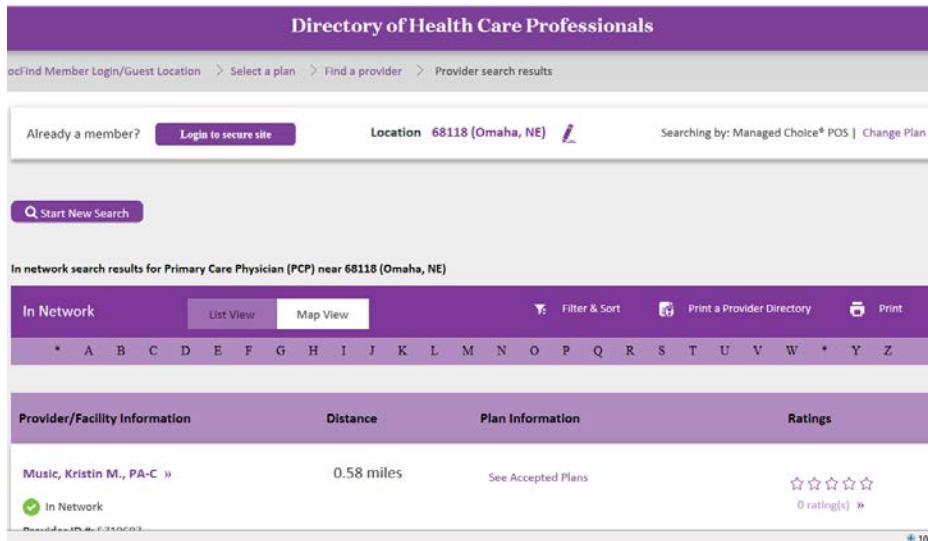 Directory of Health Care Professionals
ocFind Member Login/Guest Location > Select a plan > Find a provider > Provider search results
Already a member? Login to secure site Location 68118 (Omaha, NE) Searching by: Managed Choice® POS | Change Plan
Start New Search
In network search results for Primary Care Physician (PCP) near 68118 (Omaha, NE)
In Network List View Map View Filter & Sort Print a Provider Directory Print
* A B C D E F G H I J K L M N O P Q R S T U V W * Y Z
Provider/Facility Information Distance Plan Information Ratings
Music, Kristin M., PA-C » 0.58 miles See Accepted Plans
In Network 0 rating(s) »
Provider ID #:
10